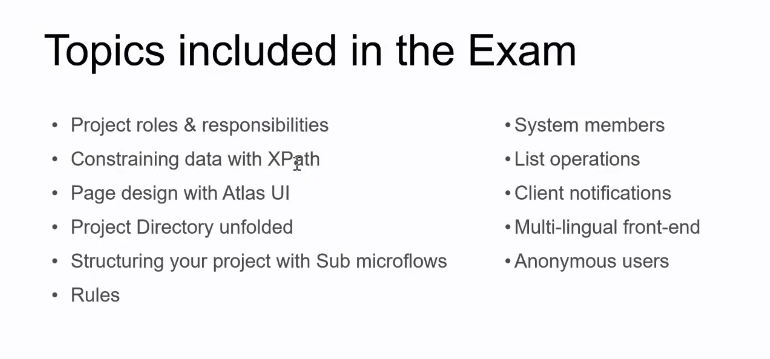 Topics included in the Exam
• Project roles & responsibilities
• Constraining data with XPath
• Page design with Atlas UI
• Project Directory unfolded
• Structuring your project with Sub microflows
• Rules
• System members
• List operations
• Client notifications
• Multi-lingual front-end
• Anonymous users